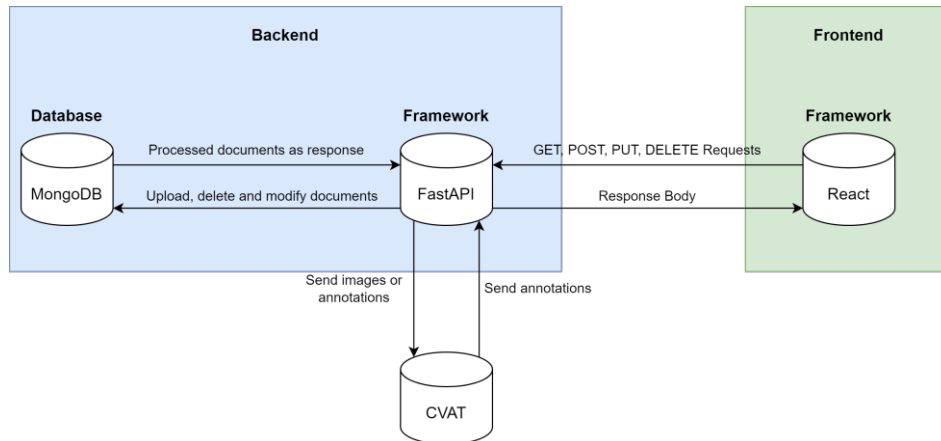 Backend
Frontend
Database
Framework
Framework
Processed documents as response
GET, POST, PUT, DELETE Requests
MongoDB
FastAPI
React
Upload, delete and modify documents
Response Body
Send images or
annotations
Send annotations
CVAT